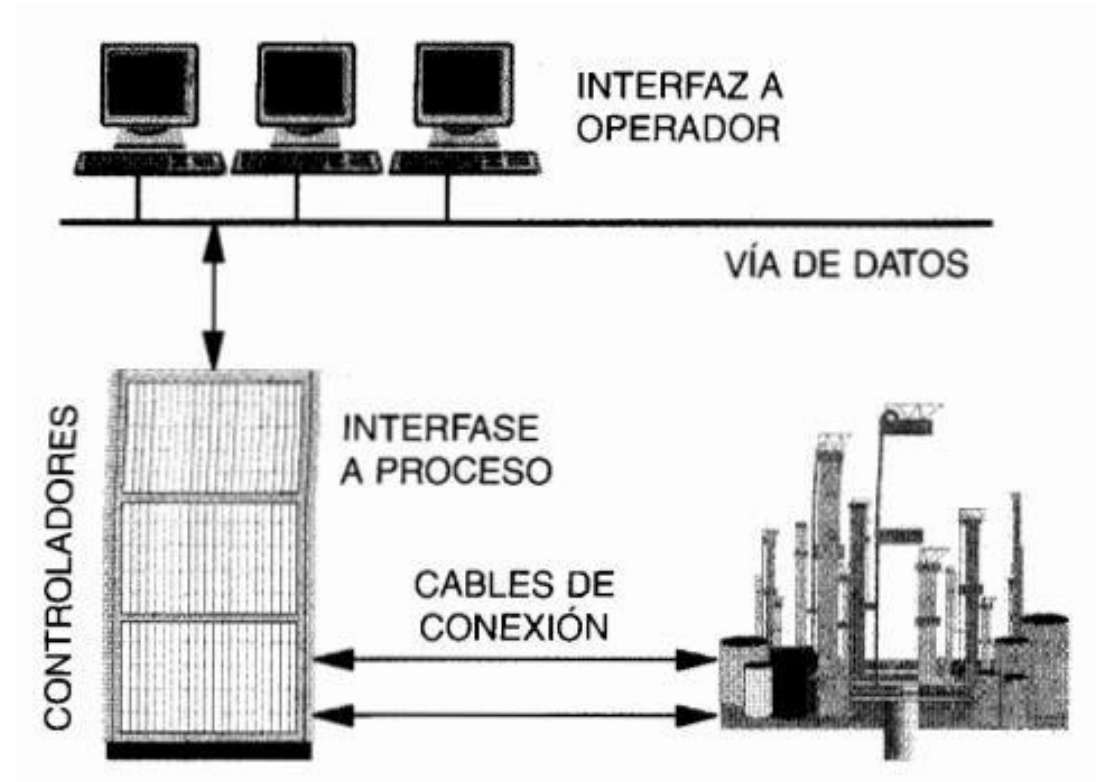 INTERFAZ A
OPERADOR
VÍA DE DATOS
CONTROLADORES
INTERFASE
A PROCESO
CABLES DE
CONEXIÓN